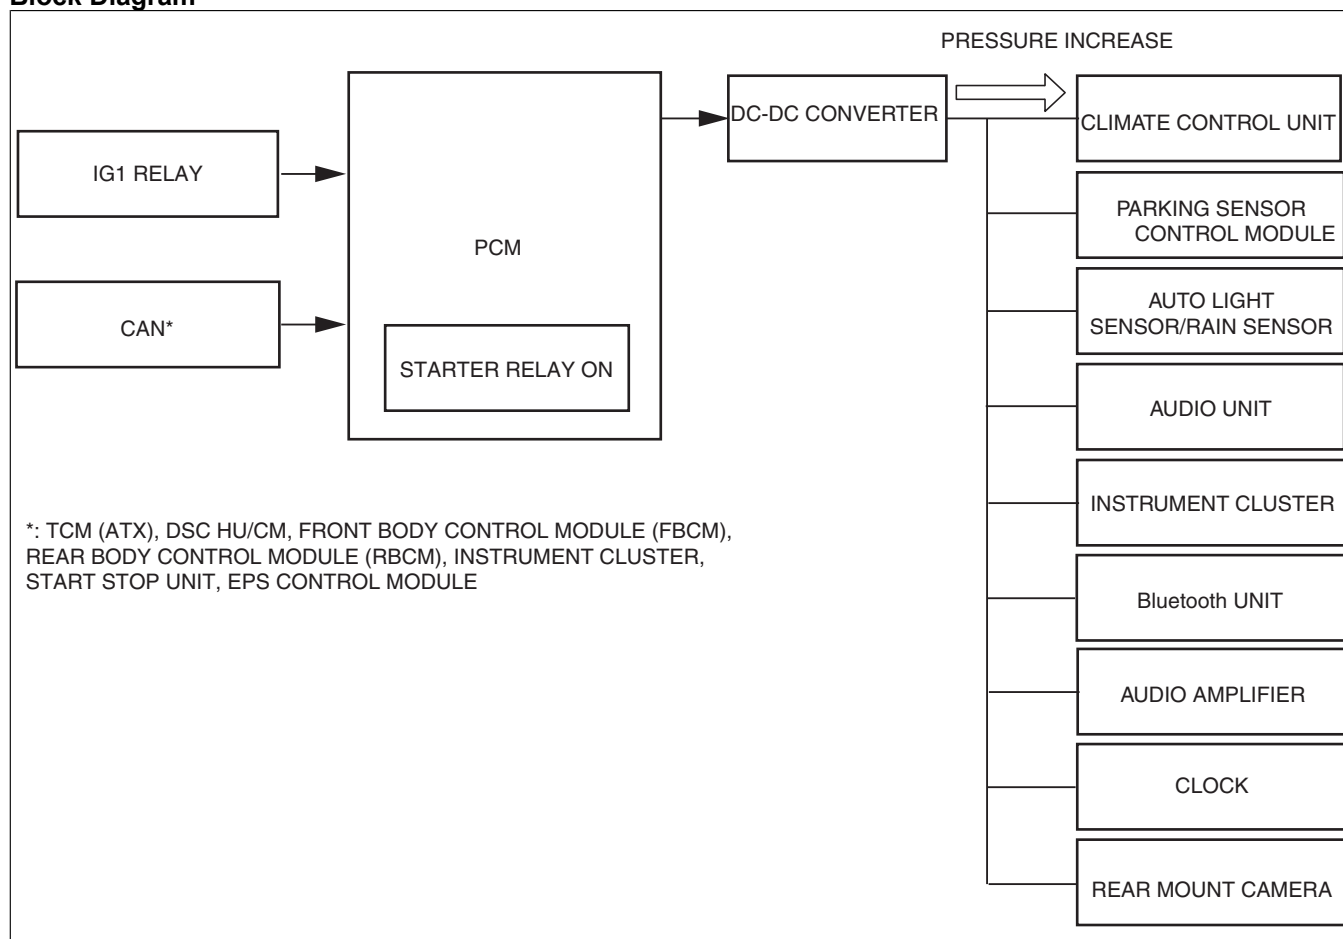 Block Diagram
PRESSURE INCREASE
IG1 RELAY
CAN*
PCM
STARTER RELAY ON
DC-DC CONVERTER
CLIMATE CONTROL UNIT
PARKING SENSOR
CONTROL MODULE
AUTO LIGHT
SENSOR/RAIN SENSOR
AUDIO UNIT
INSTRUMENT CLUSTER
Bluetooth UNIT
AUDIO AMPLIFIER
CLOCK
REAR MOUNT CAMERA
*: TCM (ATX), DSC HU/CM, FRONT BODY CONTROL MODULE (FBCM),
REAR BODY CONTROL MODULE (RBCM), INSTRUMENT CLUSTER,
START STOP UNIT, EPS CONTROL MODULE